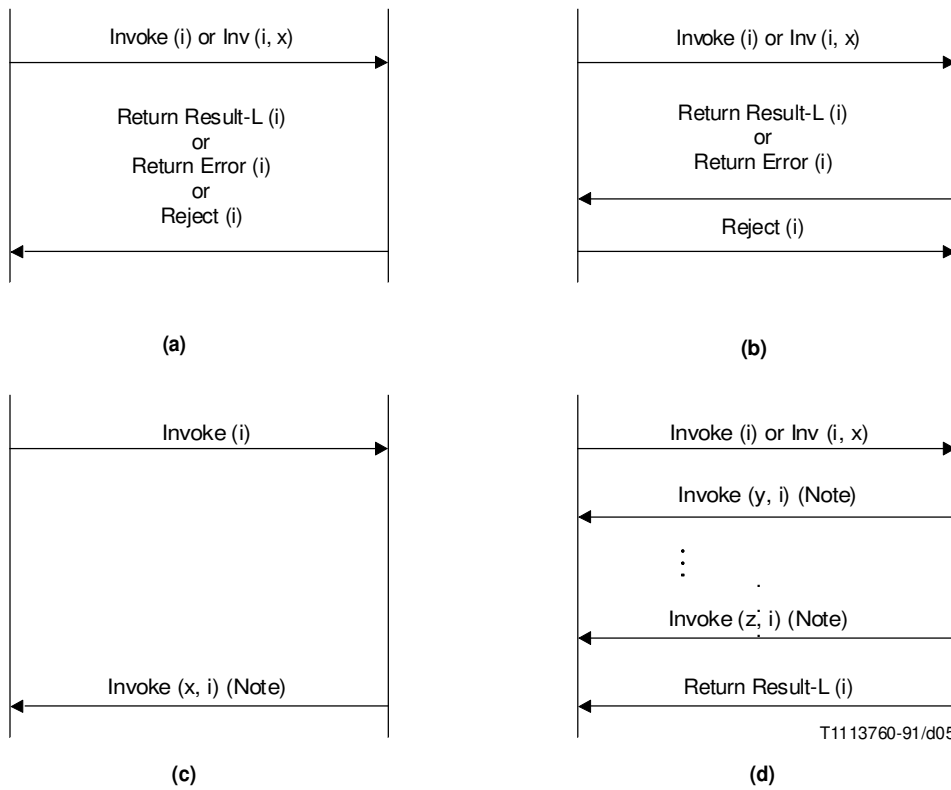 Invoke (i) or Inv (i, x)
Return Result-L (i)
or
Return Error (i)
or
Reject (i)
(a)
Invoke (i) or Inv (i, x)
Return Result-L (i)
or
Return Error (i)
Reject (i)
(b)
Invoke (i)
Invoke (x, i) (Note)
(c)
Invoke (i) or Inv (i, x)
Invoke (y, i) (Note)
Invoke (z, i) (Note)
Return Result-L (i)
T1113760-91/d05
(d)